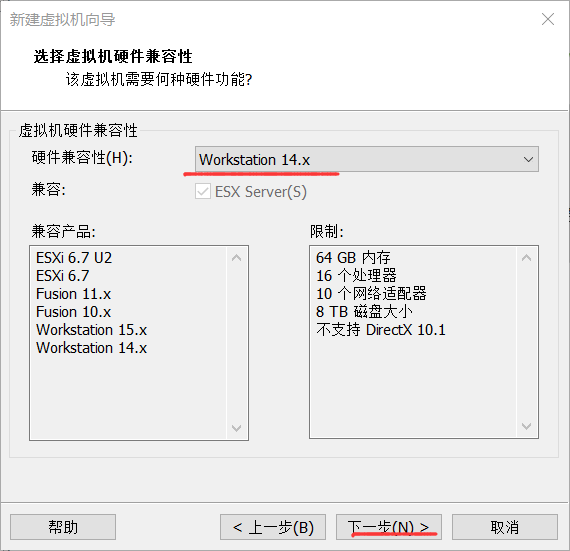 新建虚拟机向导
选择虚拟机硬件兼容性
该虚拟机需要何种硬件功能?
虚拟机硬件兼容性
硬件兼容性(H):
Workstation 14.x
兼容:
ESX Server(S)
兼容产品:
ESXi 6.7 U2
ESXi 6.7
Fusion 11.x
Fusion 10.x
Workstation 15.x
Workstation 14.x
限制:
64 GB 内存
16 个处理器
10 个网络适配器
8 TB 磁盘大小
不支持 DirectX 10.1
帮助
< 上一步(B)
下一步(N) >
取消